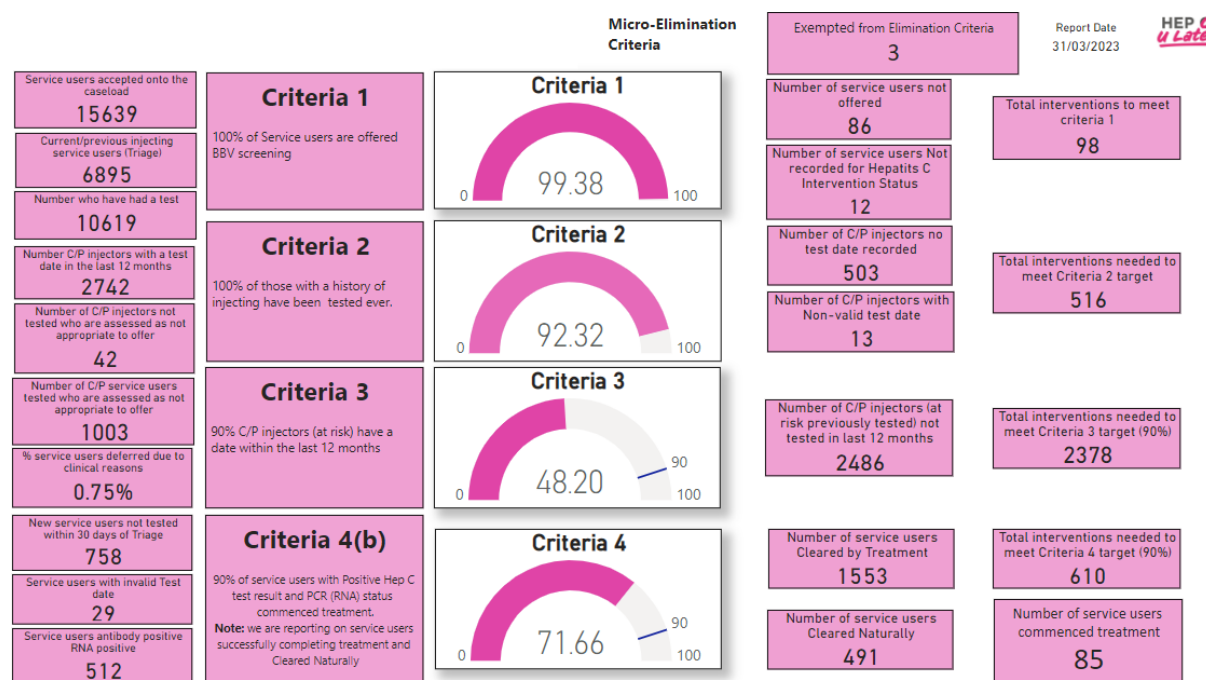 Micro-Elimination
Criteria
Exempted from Elimination Criteria
3
Report Date
31/03/2023
HEP C
U Later
Service users accepted onto the
caseload
15639
Current/previous injecting
service users (Triage)
6895
Number who have had a test
10619
Number C/P injectors with a test
date in the last 12 months
2742
Number of C/P injectors not
tested who are assessed as not
appropriate to offer
42
Number of C/P service users
tested who are assessed as not
appropriate to offer
1003
% service users deferred due to
clinical reasons
0.75%
New service users not tested
within 30 days of Triage
758
Service users with invalid Test
date
29
Service users antibody positive
RNA positive
512
Criteria 1
100% of Service users are offered
BBV screening
Criteria 2
100% of those with a history of
injecting have been tested ever.
Criteria 3
90% C/P injectors (at risk) have a
date within the last 12 months
Criteria 4(b)
90% of service users with Positive Hep C
test result and PCR (RNA) status
commenced treatment.
Note: we are reporting on service users
successfully completing treatment and
Cleared Naturally
Criteria 1
99.38
0
100
Criteria 2
92.32
0
100
Criteria 3
90
48.20
0
100
Criteria 4
90
71.66
0
100
Number of service users not
offered
86
Number of service users Not
recorded for Hepatits C
Intervention Status
12
Number of C/P injectors no
test date recorded
503
Number of C/P injectors with
Non-valid test date
13
Number of C/P injectors (at
risk previously tested) not
tested in last 12 months
2486
Number of service users
Cleared by Treatment
1553
Number of service users
Cleared Naturally
491
Total interventions to meet
criteria 1
98
Total interventions needed to
meet Criteria 2 target
516
Total interventions needed to
meet Criteria 3 target (90%)
2378
Total interventions needed to
meet Criteria 4 target (90%)
610
Number of service users
commenced treatment
85